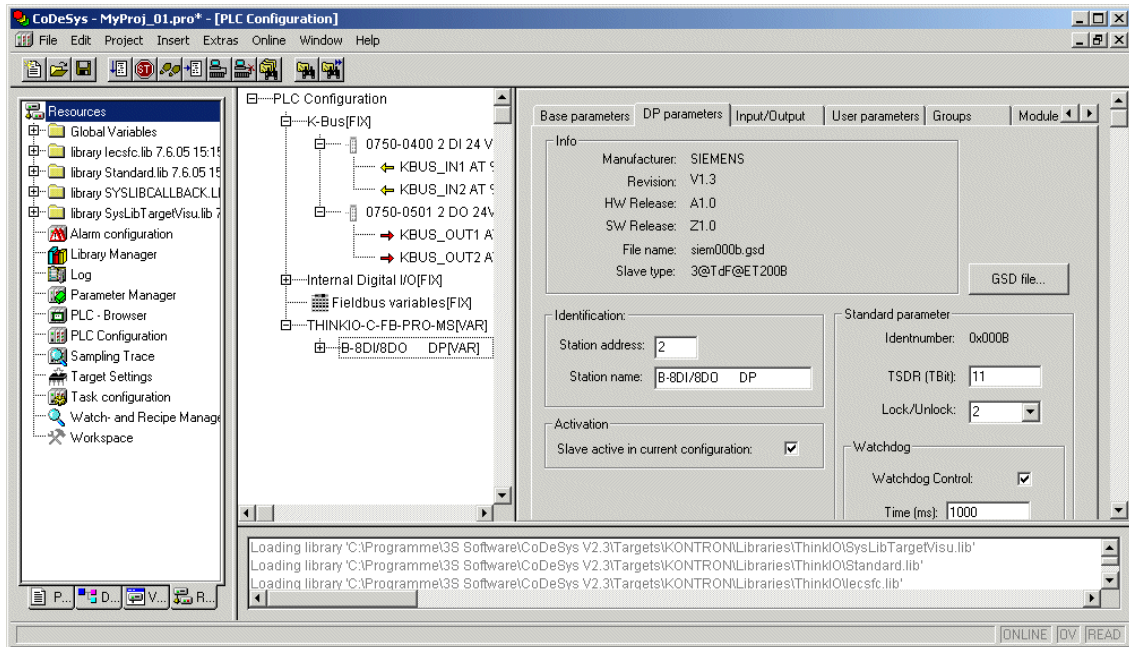 CoDeSys - MyProj_01.pro* - [PLC Configuration]
File Edit Project Insert Extras Online Window Help
STOP
Resources
Global Variables
library Iecsfc.lib 7.6.05 15:15
library Standard.lib 7.6.05 15
library SYSLIBCALLBACK.LI
library SysLibTargetVisu.lib 7
Alarm configuration
Library Manager
Log
Parameter Manager
PLC - Browser
PLC Configuration
Sampling Trace
Target Settings
Task configuration
Watch- and Recipe Manage
Workspace
P... D... V... R...
PLC Configuration
K-Bus[FIX]
0750-0400 2 DI 24 V
KBUS_IN1 AT
KBUS_IN2 AT
0750-0501 2 DO 24V
KBUS_OUT1 A
KBUS_OUT2 A
Internal Digital I/O[FIX]
Fieldbus variables[FIX]
THINKIO-C-FB-PRO-MS[VAR]
B-8DI/8DO DP[VAR]
Base parameters DP parameters Input/Output User parameters Groups Module
Info
Manufacturer: SIEMENS
Revision: V1.3
HW Release: A1.0
SW Release: Z1.0
File name: siem000b.gsd
Slave type: 3@TdF@ET200B
GSD file...
Identification:
Station address: 2
Station name: B-8DI/8DO DP
Activation
Slave active in current configuration:
Standard parameter
Identnumber: 0x000B
TSDR (TBit): 11
Lock/Unlock: 2
Watchdog
Watchdog Control:
Time (ms): 1000
Loading library 'C:\Programme\3S Software\CoDeSys V2.3\Targets\KONTRON\Libraries\ThinkIO\SysLibTargetVisu.lib'
Loading library 'C:\Programme\3S Software\CoDeSys V2.3\Targets\KONTRON\Libraries\ThinkIO\Standard.lib'
Loading library 'C:\Programme\3S Software\CoDeSys V2.3\Targets\KONTRON\Libraries\ThinkIO\Iecsfc.lib'
ONLINE OV READ